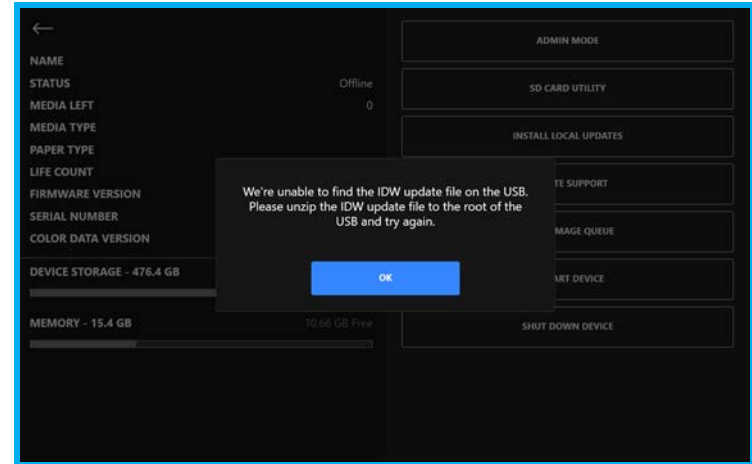 ←
NAME
STATUS Offline
MEDIA LEFT 0
MEDIA TYPE
PAPER TYPE
LIFE COUNT
FIRMWARE VERSION
SERIAL NUMBER
COLOR DATA VERSION
DEVICE STORAGE - 476.4 GB
MEMORY - 15.4 GB 10.66 GB Free
ADMIN MODE
SD CARD UTILITY
INSTALL LOCAL UPDATES
TE SUPPORT
MAGE QUEUE
ART DEVICE
SHUT DOWN DEVICE
We're unable to find the IDW update file on the USB.
Please unzip the IDW update file to the root of the
USB and try again.
OK